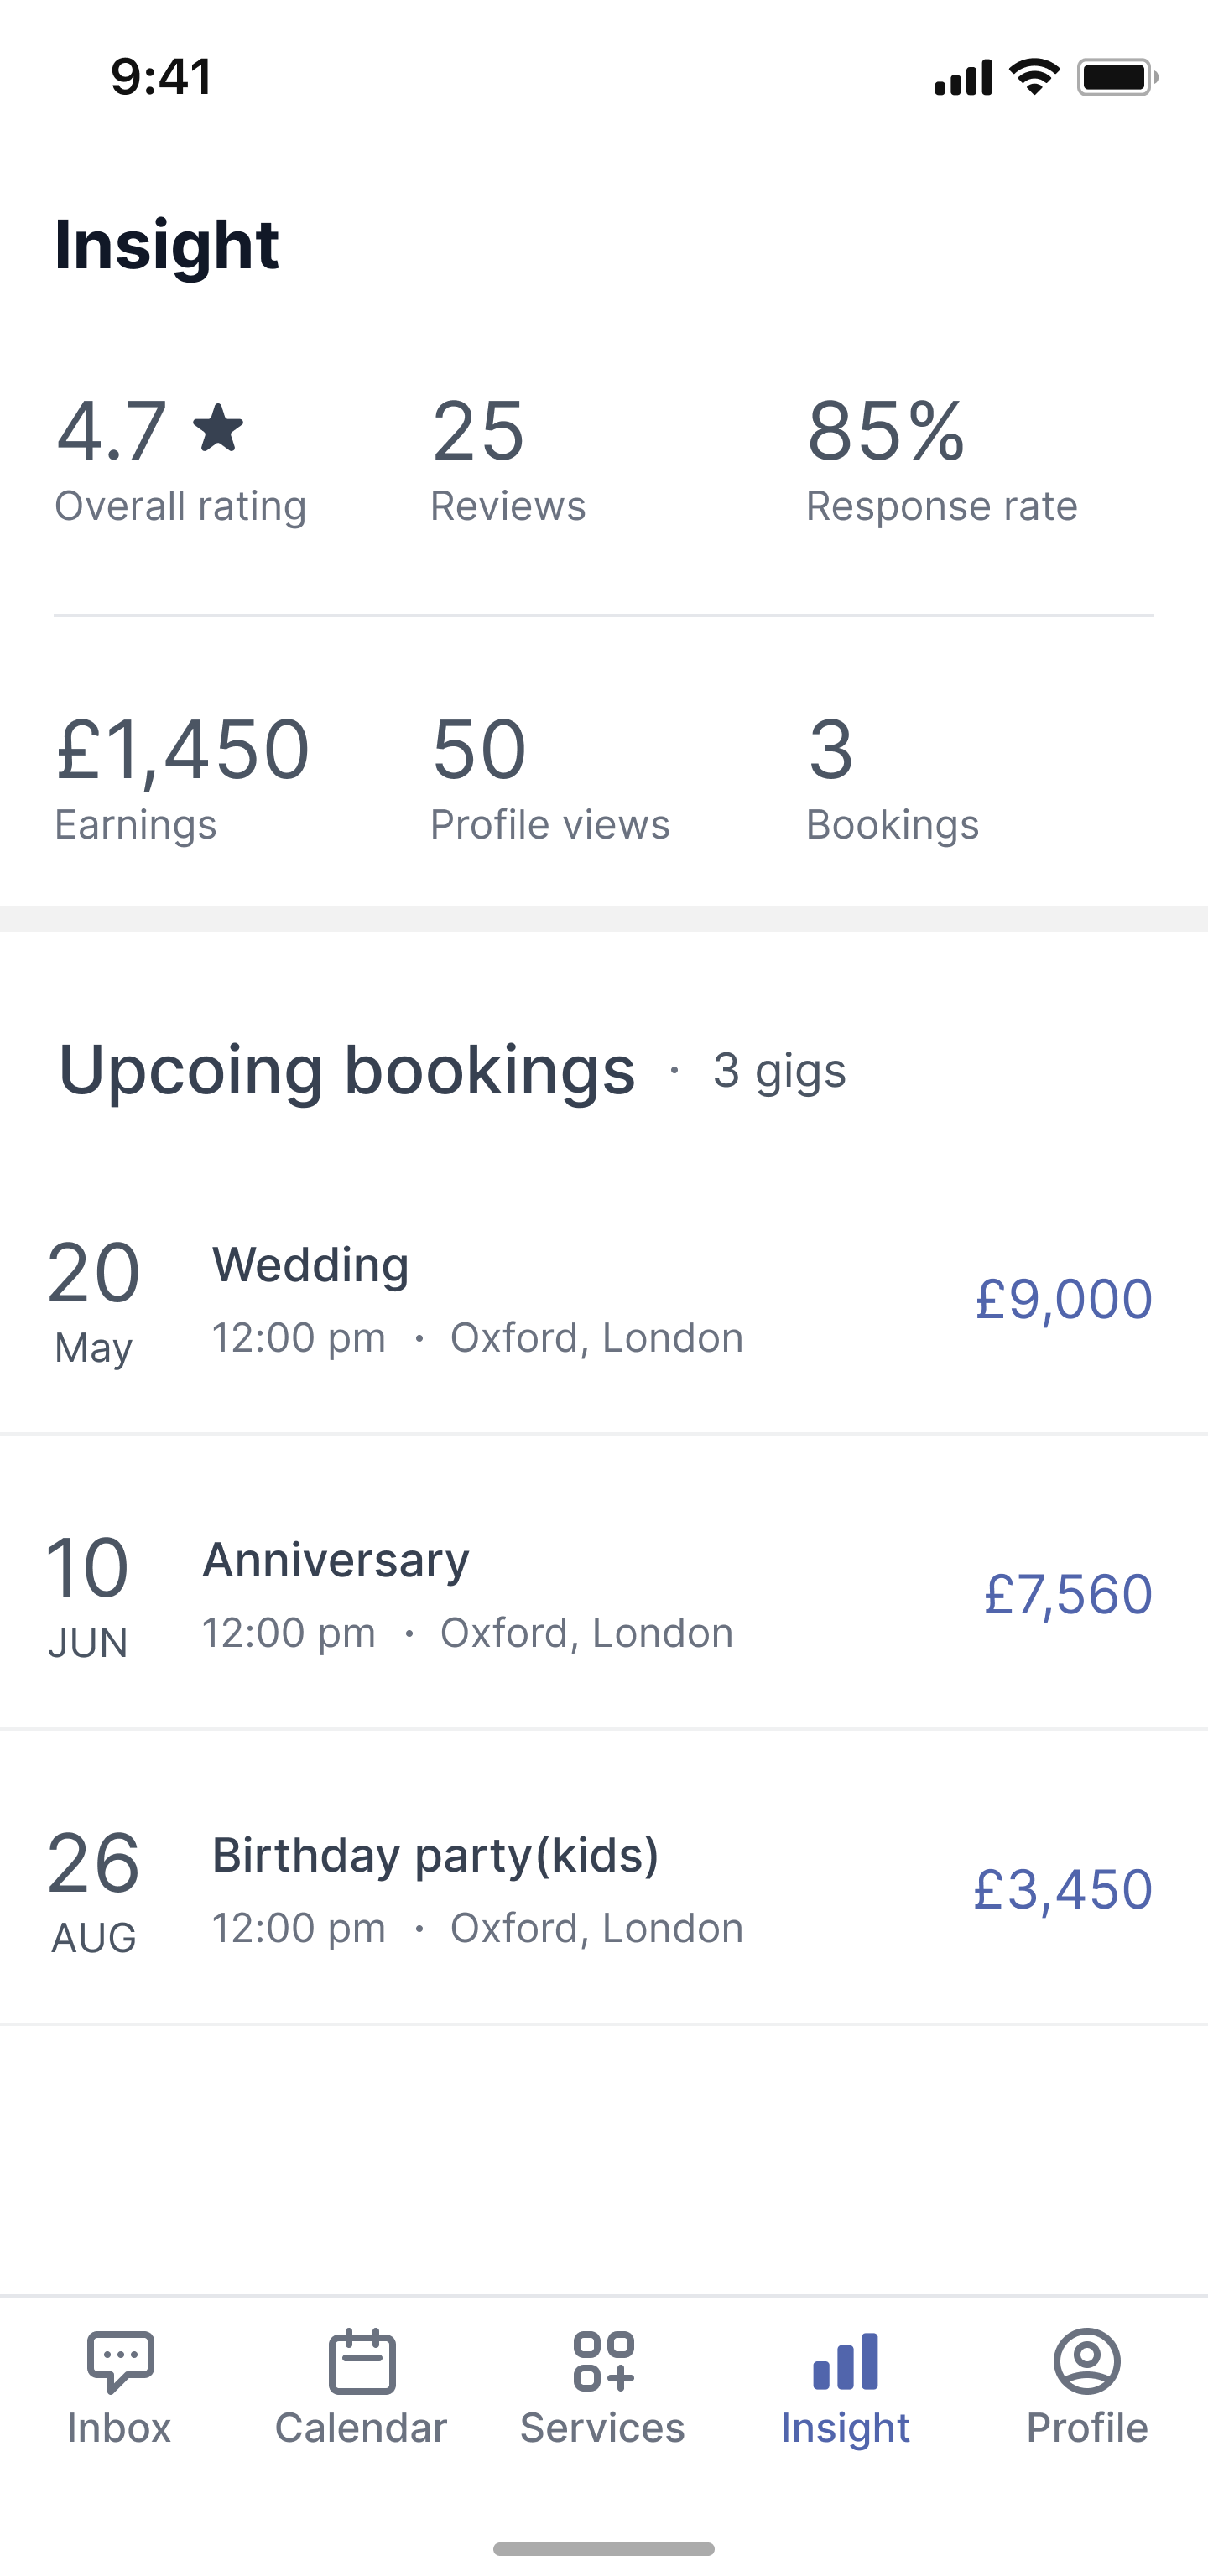 9:41
Insight
4.7 25 85%
Overall rating Reviews Response rate
£1,450 50 3
Earnings Profile views Bookings
Upcoing bookings · 3 gigs
20 Wedding £9,000
May 12:00 pm · Oxford, London
10 Anniversary £7,560
JUN 12:00 pm · Oxford, London
26 Birthday party(kids) £3,450
AUG 12:00 pm · Oxford, London
Inbox Calendar Services Insight Profile